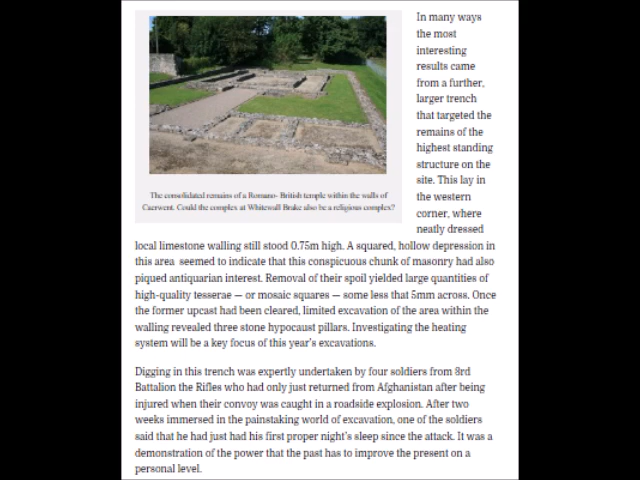 In many ways
the most
interesting
results came
from a further,
larger trench
that targeted the
remains of the
highest standing
structure on the
site. This lay in
the western
corner, where
neatly dressed
The consolidated remains of a Romano- British temple within the walls of
Caerwent. Could the complex at Whitewall Brake also be a religious complex?
local limestone walling still stood 0.75m high. A squared, hollow depression in
this area seemed to indicate that this conspicuous chunk of masonry had also
piqued antiquarian interest. Removal of their spoil yielded large quantities of
high-quality tesserae — or mosaic squares — some less that 5mm across. Once
the former upcast had been cleared, limited excavation of the area within the
walling revealed three stone hypocaust pillars. Investigating the heating
system will be a key focus of this year's excavations.
Digging in this trench was expertly undertaken by four soldiers from 3rd
Battalion the Rifles who had only just returned from Afghanistan after being
injured when their convoy was caught in a roadside explosion. After two
weeks immersed in the painstaking world of excavation, one of the soldiers
said that he had just had his first proper night's sleep since the attack. It was a
demonstration of the power that the past has to improve the present on a
personal level.